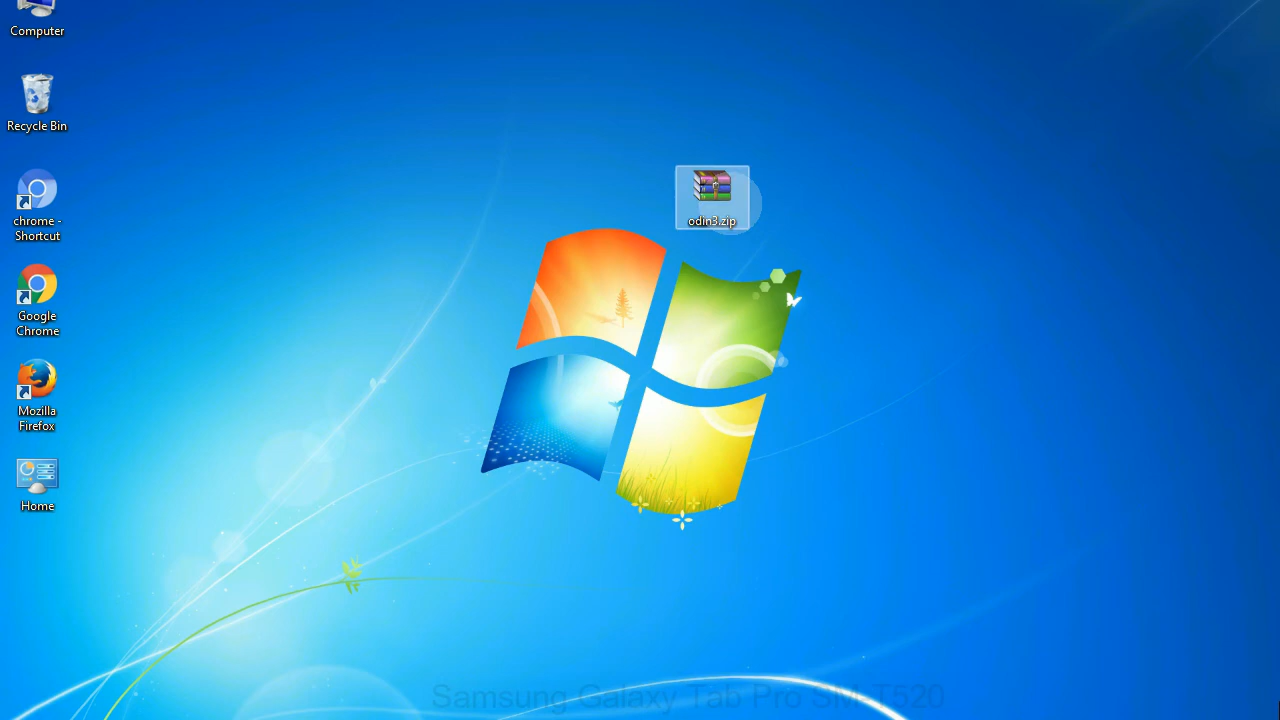 Computer
Recycle Bin
chrome -
Shortcut
Google
Chrome
Mozilla
Firefox
Home
odin3.zip
Samsung Galaxy Tab Pro SM-T520